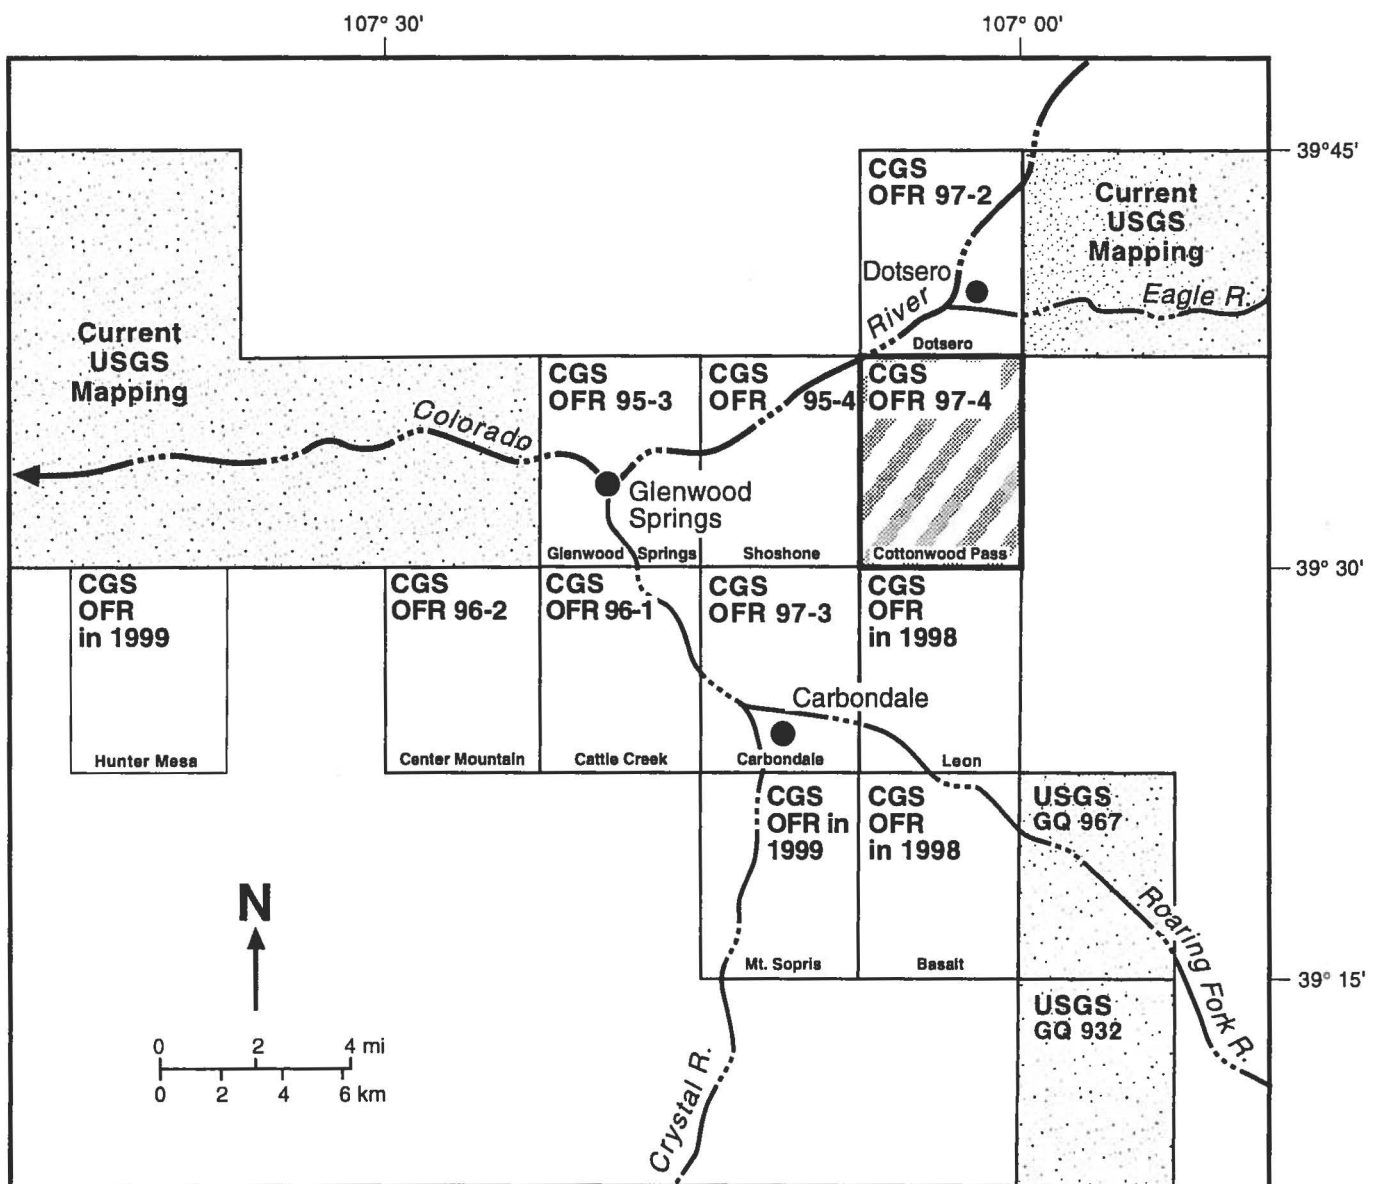 107° 30'
107° 00'
39°45'
CGS
OFR 97-2
Current
USGS
Mapping
Dotsero
River
Eagle R.
Dotsero
Current
USGS
Mapping
Colorado
CGS
OFR 95-3
CGS
OFR 95-4
CGS
OFR 97-4
Glenwood
Springs
Glenwood Springs
Shoshone
Cottonwood Pass
39° 30'
CGS
OFR
in 1999
CGS
OFR 96-2
CGS
OFR 96-1
CGS
OFR 97-3
CGS
OFR
in 1998
Carbondale
Hunter Mesa
Center Mountain
Cattle Creek
Carbondale
Leon
CGS
OFR in
1999
CGS
OFR
in 1998
USGS
GQ 967
Roaring Fork R.
N
Mt. Sopris
Basalt
39° 15'
USGS
GQ 932
0 2 4 mi
0 2 4 6 km
Crystal R.